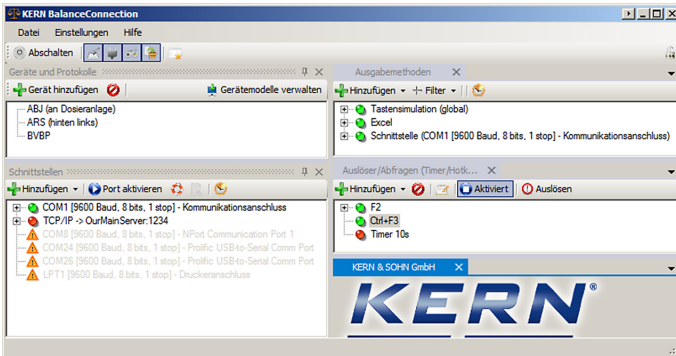 KERN BalanceConnection
Datei Einstellungen Hilfe
Abschalten
Geräte und Protokolle
Gerät hinzufügen Gerätemodelle verwalten
ABJ (an Dosieranlage)
ARS (hinten links)
BVBP
Ausgabemethoden
Hinzufügen Filter
Tastensimulation (global)
Excel
Schnittstelle (COM1 [9600 Baud, 8 bits, 1 stop] - Kommunikationsanschluss)
Schnittstellen
Hinzufügen Port aktivieren
COM1 [9600 Baud, 8 bits, 1 stop] - Kommunikationsanschluss
TCP/IP -> OurMainServer:1234
COM8 [9600 Baud, 8 bits, 1 stop] - NPort Communication Port 1
COM24 [9600 Baud, 8 bits, 1 stop] - Prolific USB-to-Serial Comm Port
COM26 [9600 Baud, 8 bits, 1 stop] - Prolific USB-to-Serial Comm Port
LPT1 [9600 Baud, 8 bits, 1 stop] - Druckeranschluss
Auslöser/Abfragen (Timer/Hotk...
Hinzufügen Aktiviert Auslösen
F2
Ctrl+F3
Timer 10s
KERN & SOHN GmbH
KERN®